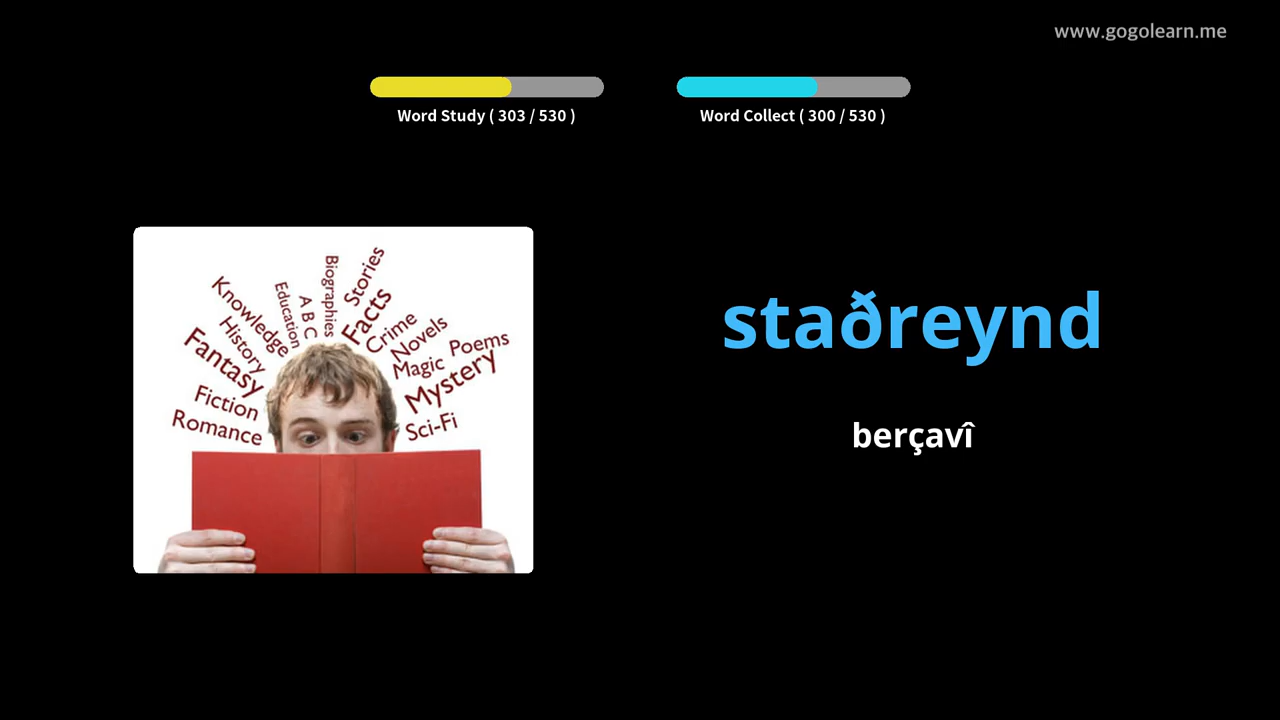 www.gogolearn.me
Word Study ( 303 / 530 )
Word Collect ( 300 / 530 )
Biographies
Stories
Knowledge
Education
A B C
Facts
Crime
History
Novels
Fantasy
Magic
Poems
Mystery
Fiction
Romance
Sci-Fi
staðreynd
berçavî